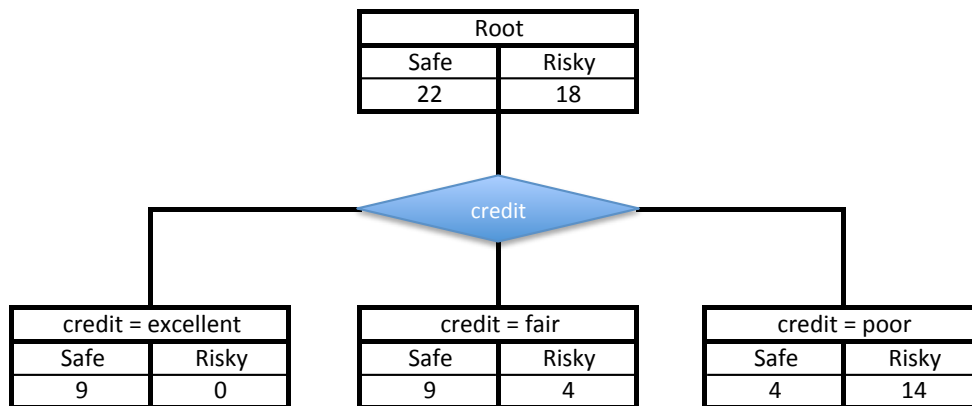 Root
Safe Risky
22 18
credit
credit = excellent
Safe Risky
9 0
credit = fair
Safe Risky
9 4
credit = poor
Safe Risky
4 14